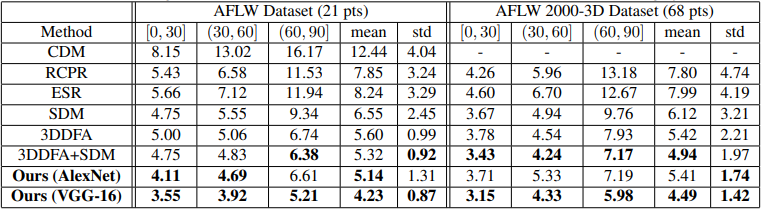 AFLW Dataset (21 pts) AFLW 2000-3D Dataset (68 pts)
Method [0, 30] (30, 60] (60, 90] mean std [0, 30] (30, 60] (60, 90] mean std
CDM 8.15 13.02 16.17 12.44 4.04 - - - - -
RCPR 5.43 6.58 11.53 7.85 3.24 4.26 5.96 13.18 7.80 4.74
ESR 5.66 7.12 11.94 8.24 3.29 4.60 6.70 12.67 7.99 4.19
SDM 4.75 5.55 9.34 6.55 2.45 3.67 4.94 9.76 6.12 3.21
3DDFA 5.00 5.06 6.74 5.60 0.99 3.78 4.54 7.93 5.42 2.21
3DDFA+SDM 4.75 4.83 6.38 5.32 0.92 3.43 4.24 7.17 4.94 1.97
Ours (AlexNet) 4.11 4.69 6.61 5.14 1.31 3.71 5.33 7.19 5.41 1.74
Ours (VGG-16) 3.55 3.92 5.21 4.23 0.87 3.15 4.33 5.98 4.49 1.42